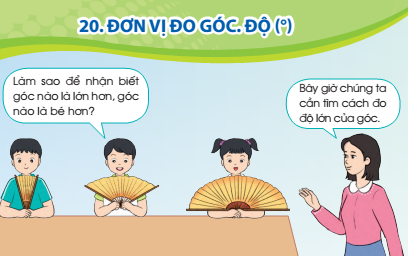 20. ĐƠN VỊ ĐO GÓC. ĐỘ (°)
Làm sao để nhận biết
góc nào là lớn hơn, góc
nào là bé hơn?
Bây giờ chúng ta
cần tìm cách đo
độ lớn của góc.